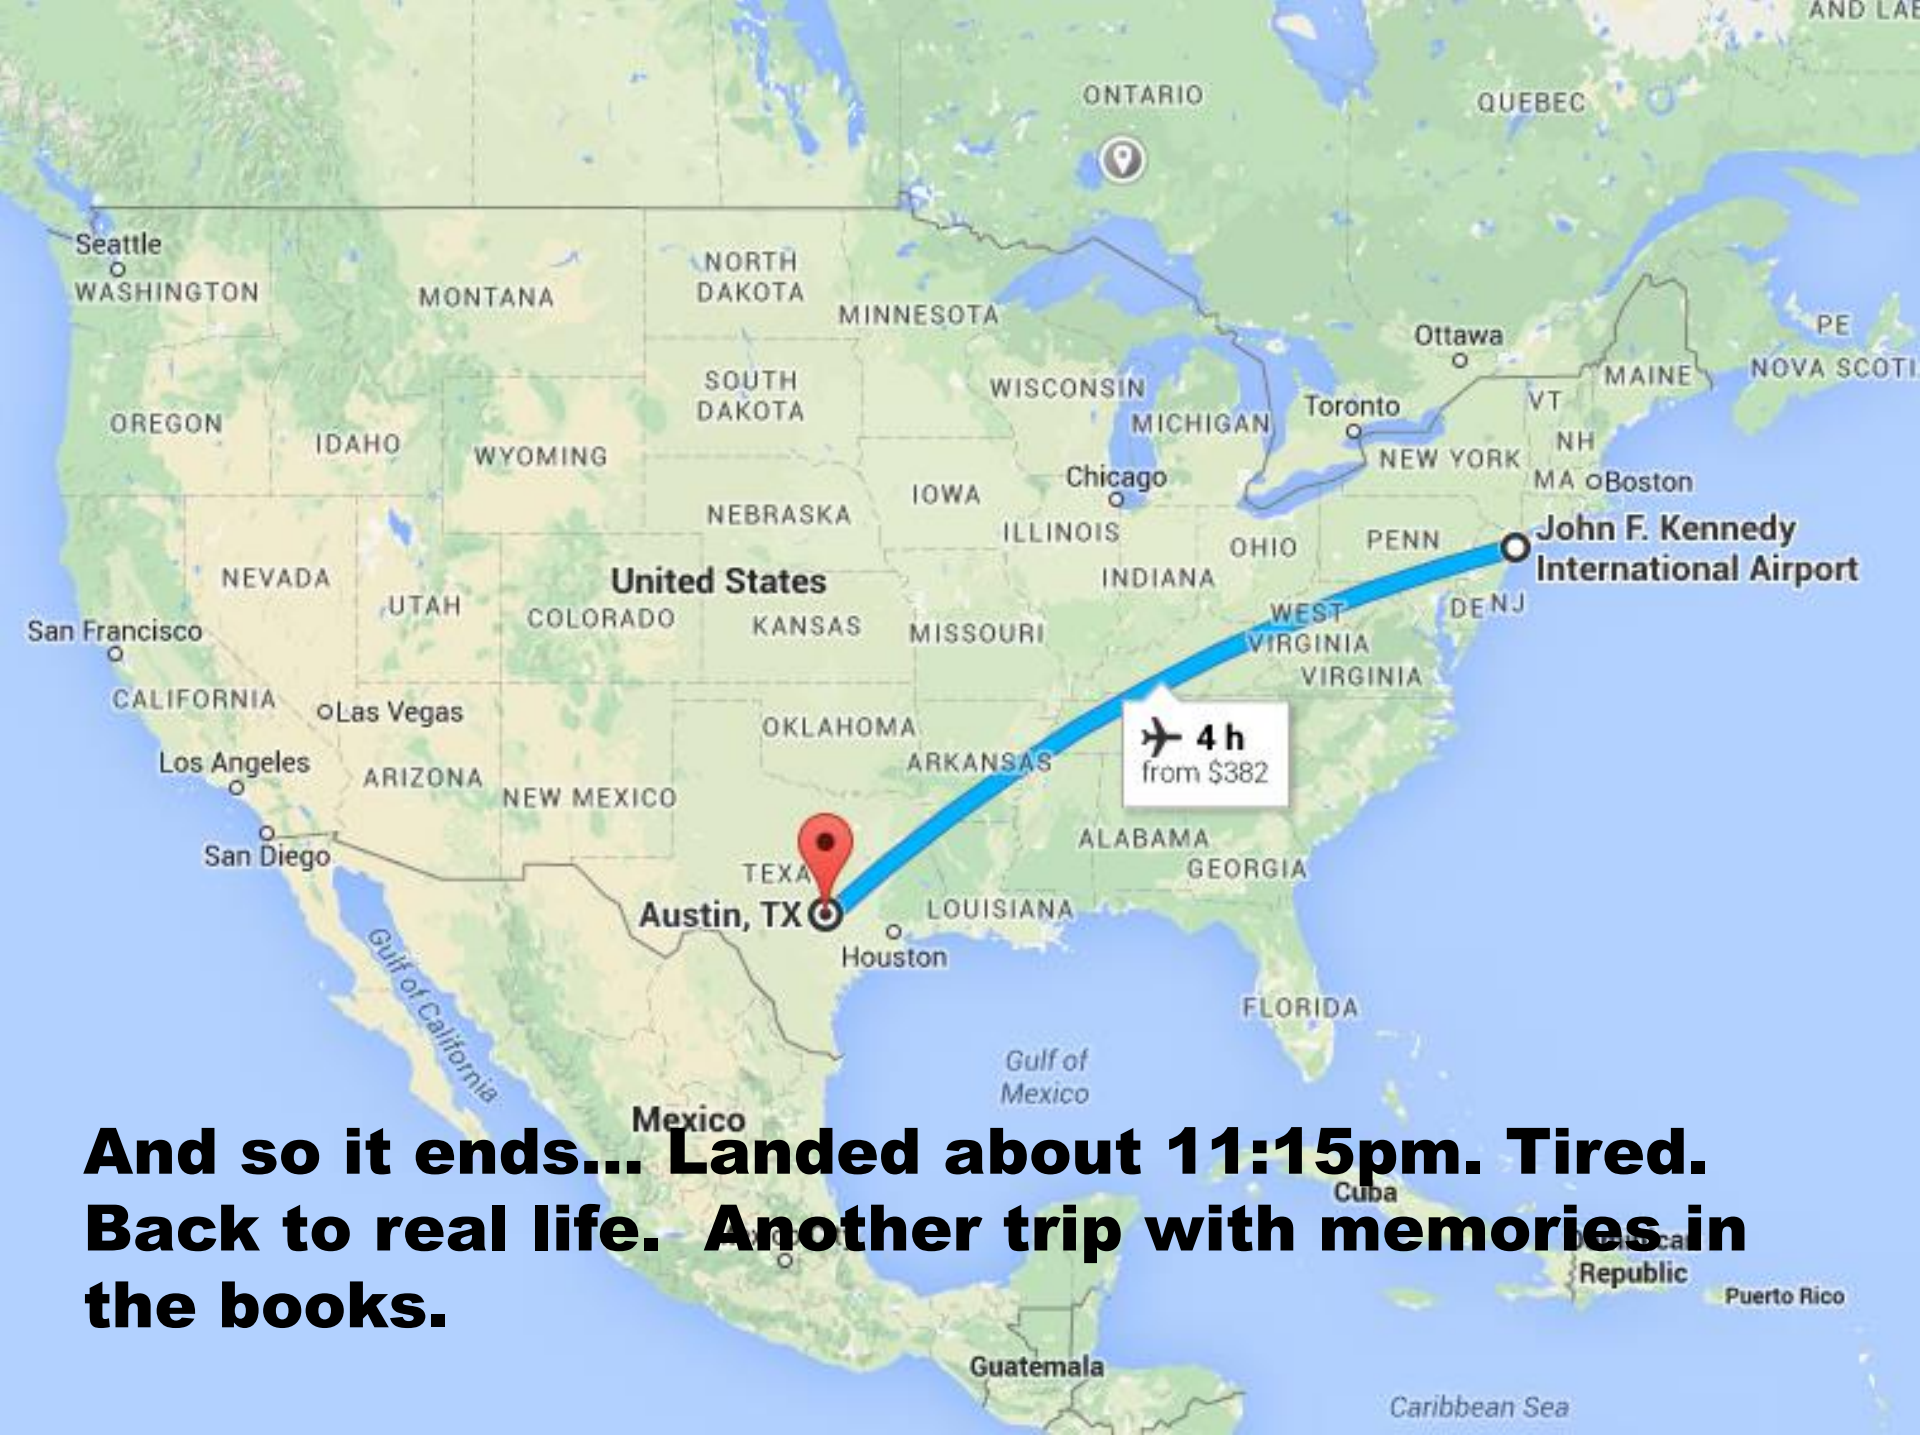 AND LAB
ONTARIO
QUEBEC
Seattle
WASHINGTON
MONTANA
NORTH
DAKOTA
MINNESOTA
Ottawa
PE
NOVA SCOTI
MAINE
SOUTH
DAKOTA
WISCONSIN
MICHIGAN
Toronto
VT
NH
OREGON
IDAHO
WYOMING
NEW YORK
MA
Boston
Chicago
IOWA
NEBRASKA
ILLINOIS
OHIO
PENN
John F. Kennedy
International Airport
NEVADA
UTAH
United States
COLORADO
KANSAS
MISSOURI
INDIANA
WEST
VIRGINIA
DE
NJ
San Francisco
VIRGINIA
CALIFORNIA
Las Vegas
OKLAHOMA
ARKANSAS
4 h
from $382
Los Angeles
ARIZONA
NEW MEXICO
San Diego
ALABAMA
GEORGIA
TEXA
Austin, TX
LOUISIANA
Houston
FLORIDA
Gulf of California
Gulf of
Mexico
Mexico
And so it ends... Landed about 11:15pm. Tired.
Back to real life. Another trip with memories in
the books.
Cuba
Republic
Puerto Rico
Guatemala
Caribbean Sea